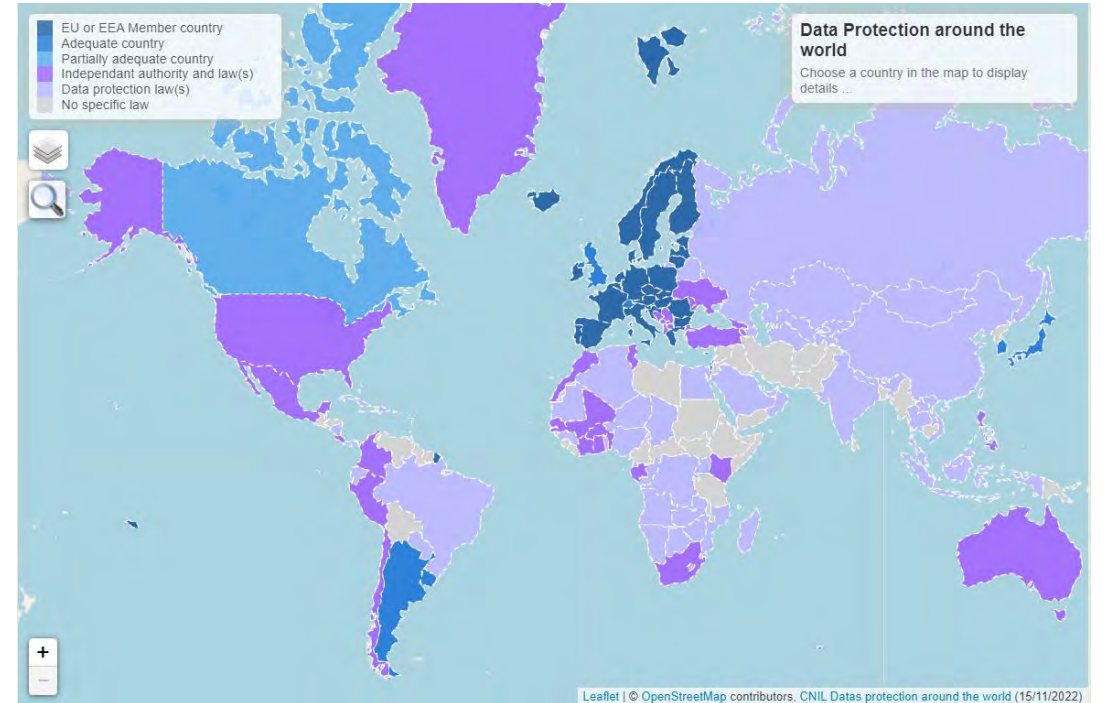 EU or EEA Member country
Adequate country
Partially adequate country
Independant authority and law(s)
Data protection law(s)
No specific law
Data Protection around the
world
Choose a country in the map to display
details ...
+
−
Leaflet | © OpenStreetMap contributors, CNIL Datas protection around the world (15/11/2022)